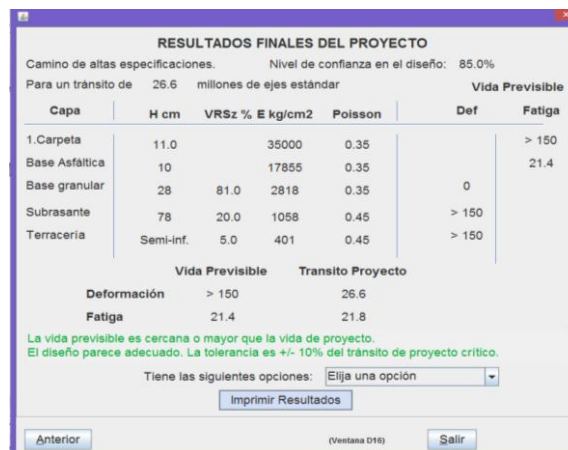 RESULTADOS FINALES DEL PROYECTO
Camino de altas especificaciones. Nivel de confianza en el diseño: 85.0%
Para un tránsito de 26.6 millones de ejes estándar Vida Previsible
Capa H cm VRSz % E kg/cm2 Poisson Def Fatiga
1.Carpeta 11.0 35000 0.35 > 150
Base Asfáltica 10 17855 0.35 21.4
Base granular 28 81.0 2818 0.35 0
Subrasante 78 20.0 1058 0.45 > 150
Terracería Semi-inf. 5.0 401 0.45 > 150
Vida Previsible Transito Proyecto
Deformación > 150 26.6
Fatiga 21.4 21.8
La vida previsible es cercana o mayor que la vida de proyecto.
El diseño parece adecuado. La tolerancia es +/- 10% del tránsito de proyecto crítico.
Tiene las siguientes opciones: Elija una opción
Imprimir Resultados
Anterior (Ventana D16) Salir